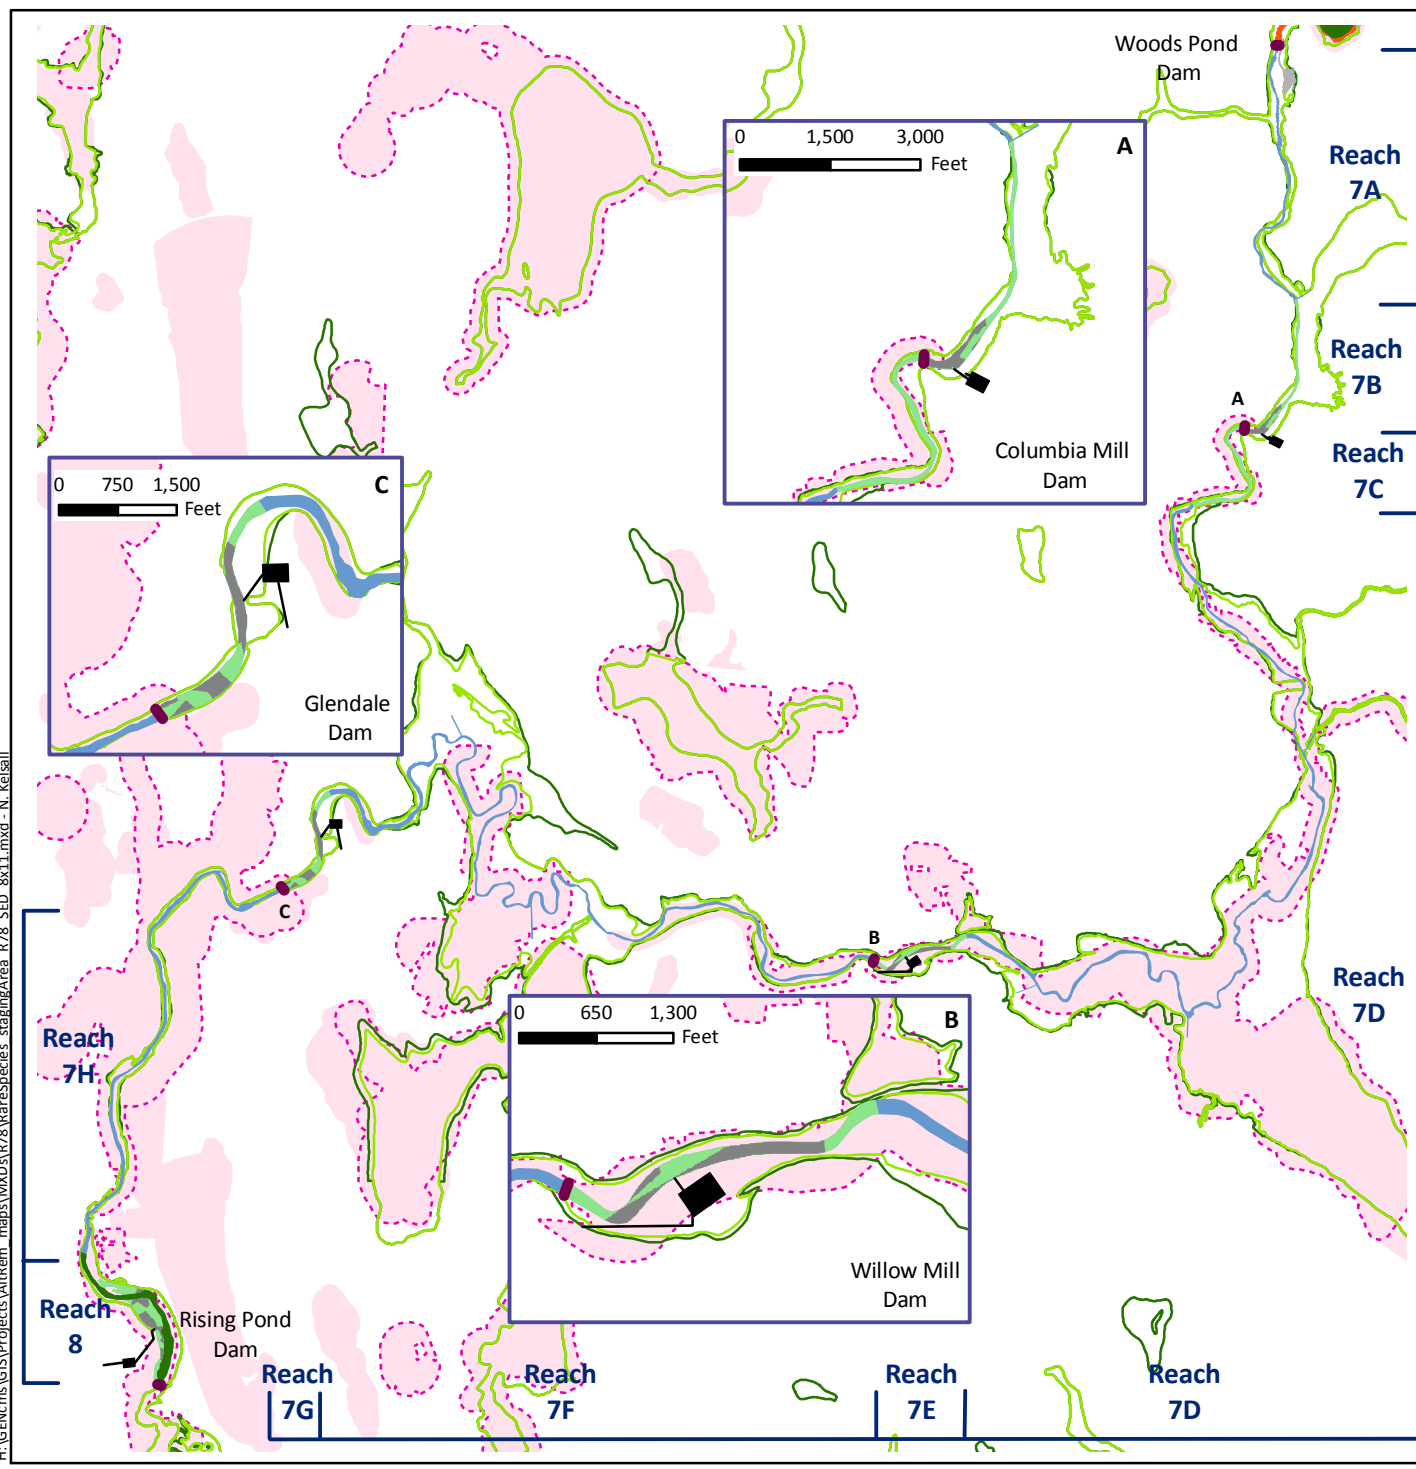 Woods Pond
Dam
0 1,500 3,000
Feet
A
Columbia Mill
Dam
Reach
7A
Reach
7B
A
Reach
7C
0 750 1,500
Feet
C
Glendale
Dam
C
B
Reach
7D
0 650 1,300
Feet
B
Willow Mill
Dam
Reach
7H
Reach
8
Rising Pond
Dam
Reach
7G
Reach
7F
Reach
7E
Reach
7D